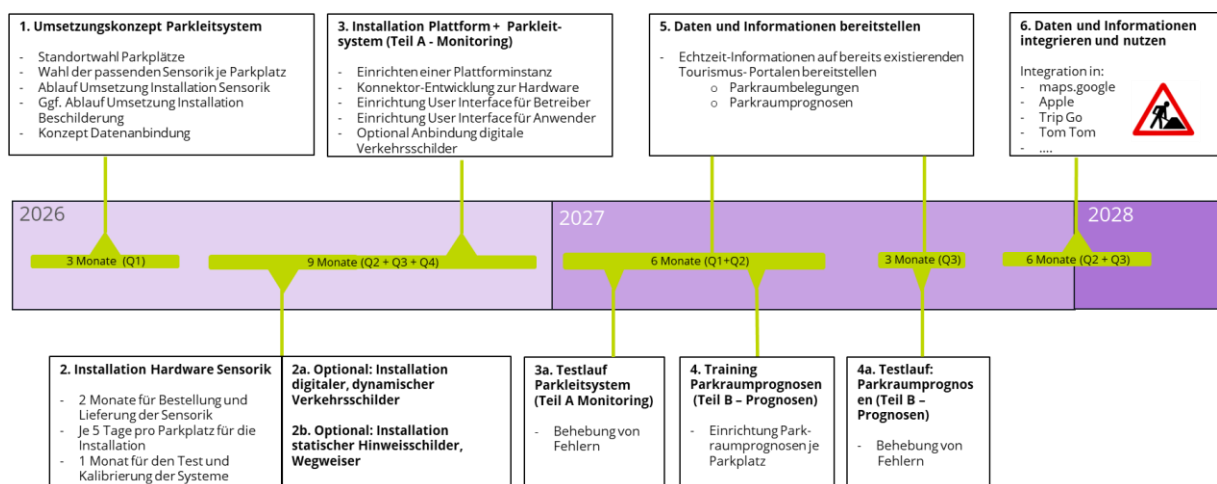 1. Umsetzungskonzept Parkleitsystem
- Standortwahl Parkplätze
- Wahl der passenden Sensorik je Parkplatz
- Ablauf Umsetzung Installation Sensorik
- Ggf. Ablauf Umsetzung Installation
Beschilderung
- Konzept Datenanbindung
3. Installation Plattform + Parkleit-
system (Teil A - Monitoring)
- Einrichten einer Plattforminstanz
- Konnektor-Entwicklung zur Hardware
- Einrichtung User Interface für Betreiber
- Einrichtung User Interface für Anwender
- Optional Anbindung digitale
Verkehrsschilder
5. Daten und Informationen bereitstellen
- Echtzeit-Informationen auf bereits existierenden
Tourismus- Portalen bereitstellen
o Parkraumbelegungen
o Parkraumprognosen
6. Daten und Informationen
integrieren und nutzen
Integration in:
- maps.google
- Apple
- Trip Go
- Tom Tom
- ....
2026
2027
2028
3 Monate (Q1)
9 Monate (Q2 + Q3 + Q4)
6 Monate (Q1+Q2)
3 Monate (Q3)
6 Monate (Q2 + Q3)
2. Installation Hardware Sensorik
- 2 Monate für Bestellung und
Lieferung der Sensorik
- Je 5 Tage pro Parkplatz für die
Installation
- 1 Monat für den Test und
Kalibrierung der Systeme
2a. Optional: Installation
digitaler, dynamischer
Verkehrsschilder
2b. Optional: Installation
statischer Hinweisschilder,
Wegweiser
3a. Testlauf
Parkleitsystem
(Teil A Monitoring)
- Behebung von
Fehlern
4. Training
Parkraumprognosen
(Teil B – Prognosen)
- Einrichtung Park-
raumprognosen je
Parkplatz
4a. Testlauf:
Parkraumprognos
en (Teil B –
Prognosen)
- Behebung von
Fehlern